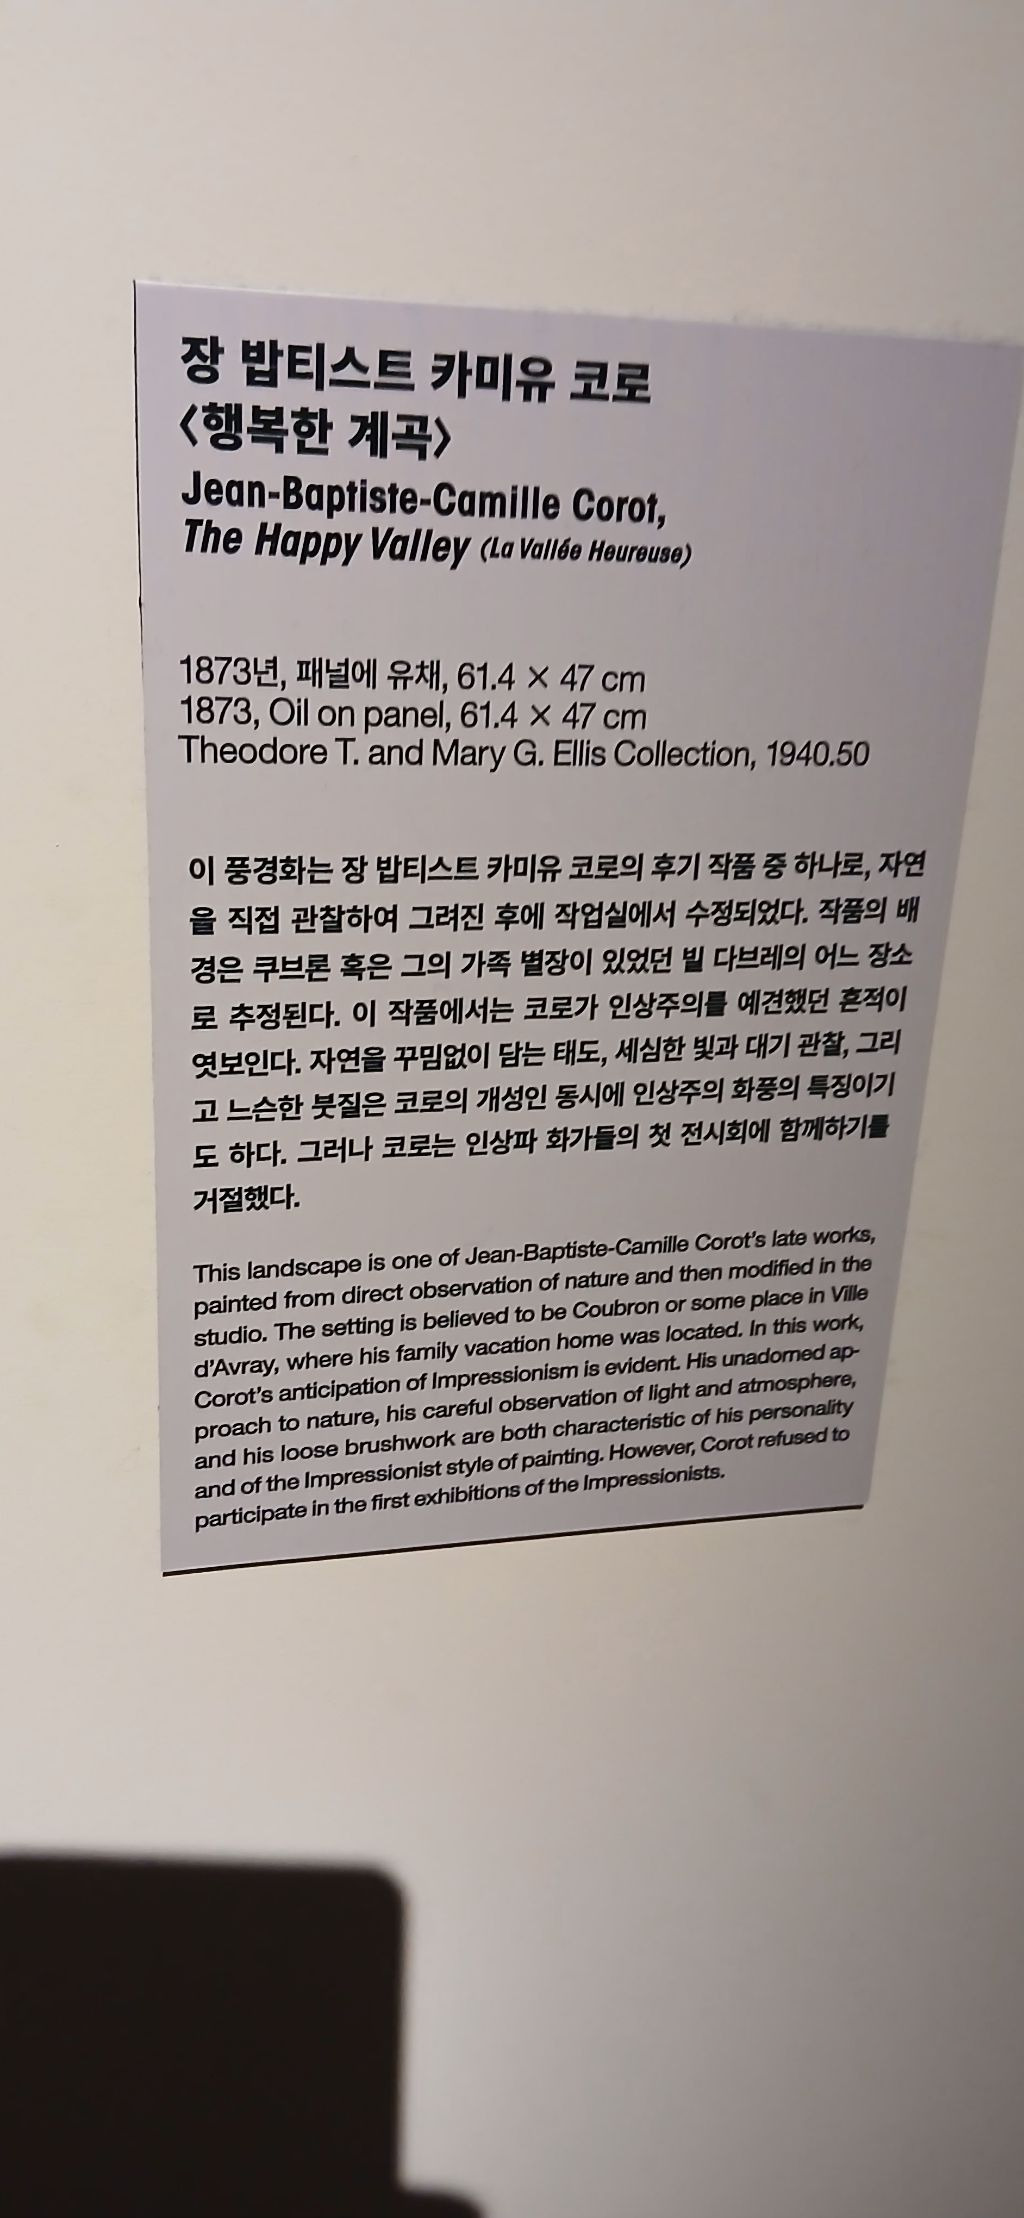 장 밥티스트 카미유 코로
〈행복한 계곡〉
Jean-Baptiste-Camille Corot,
The Happy Valley (La Vallée Heureuse)
1873년, 패널에 유채, 61.4 × 47 cm
1873, Oil on panel, 61.4 × 47 cm
Theodore T. and Mary G. Ellis Collection, 1940.50
이 풍경화는 장 밥티스트 카미유 코로의 후기 작품 중 하나로, 자연
을 직접 관찰하여 그려진 후에 작업실에서 수정되었다. 작품의 배
경은 쿠브론 혹은 그의 가족 별장이 있었던 빌 다브레의 어느 장소
로 추정된다. 이 작품에서는 코로가 인상주의를 예견했던 흔적이
엿보인다. 자연을 꾸밈없이 담는 태도, 세심한 빛과 대기 관찰, 그리
고 느슨한 붓질은 코로의 개성인 동시에 인상주의 화풍의 특징이기
도 하다. 그러나 코로는 인상파 화가들의 첫 전시회에 함께하기를
거절했다.
This landscape is one of Jean-Baptiste-Camille Corot's late works,
painted from direct observation of nature and then modified in the
studio. The setting is believed to be Coubron or some place in Ville
d'Avray, where his family vacation home was located. In this work,
Corot's anticipation of Impressionism is evident. His unadorned ap-
proach to nature, his careful observation of light and atmosphere,
and his loose brushwork are both characteristic of his personality
and of the Impressionist style of painting. However, Corot refused to
participate in the first exhibitions of the Impressionists.